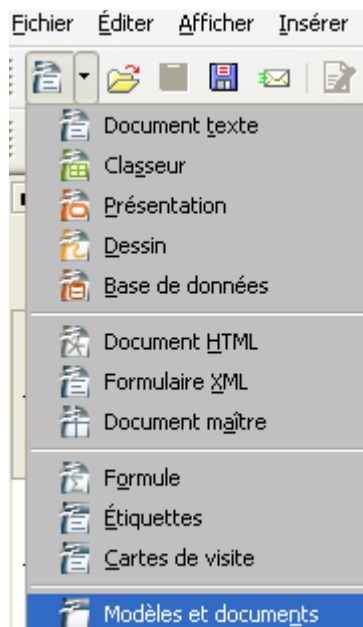 Fichier Éditer Afficher Insérer
Document texte
Classeur
Présentation
Dessin
Base de données
Document HTML
Formulaire XML
Document maître
Formule
Étiquettes
Cartes de visite
Modèles et documents